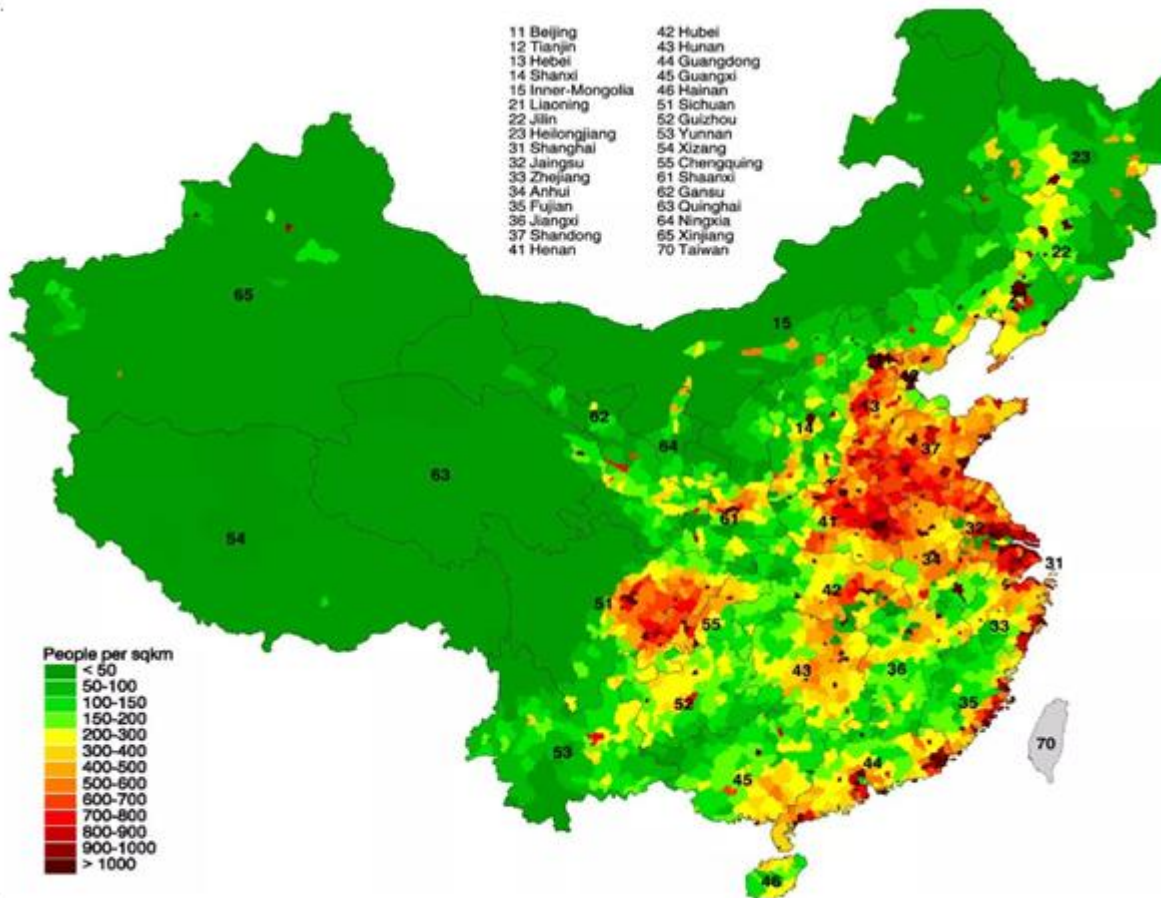 11 Beijing
12 Tianjin
13 Hebei
14 Shanxi
15 Inner-Mongolia
21 Liaoning
22 Jilin
23 Heilongjiang
31 Shanghai
32 Jaingsu
33 Zhejiang
34 Anhui
35 Fujian
36 Jiangxi
37 Shandong
41 Henan
42 Hubei
43 Hunan
44 Guangdong
45 Guangxi
46 Hainan
51 Sichuan
52 Guizhou
53 Yunnan
54 Xizang
55 Chengquing
61 Shaanxi
62 Gansu
63 Quinghai
64 Ningxia
65 Xinjiang
70 Taiwan
23
22
65
15
13
62
14
64
37
63
61
41
32
54
34
31
51
42
55
33
43
36
52
35
53
70
44
45
46
People per sqkm
< 50
50-100
100-150
150-200
200-300
300-400
400-500
500-600
600-700
700-800
800-900
900-1000
> 1000